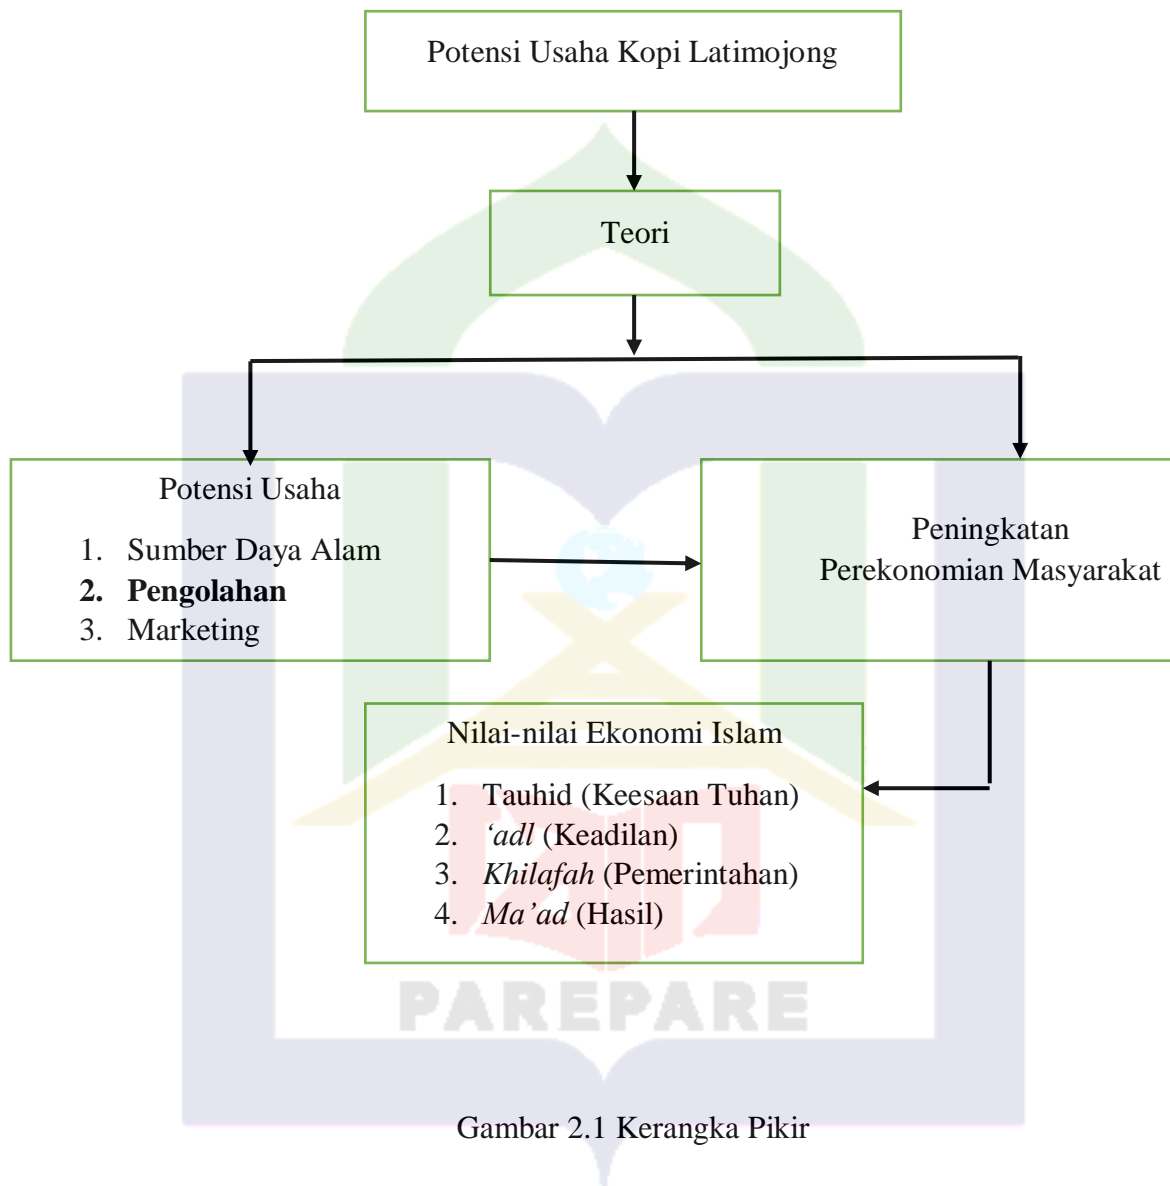 Potensi Usaha Kopi Latimojong
Teori
Potensi Usaha
1. Sumber Daya Alam
2. Pengolahan
3. Marketing
Peningkatan
Perekonomian Masyarakat
Nilai-nilai Ekonomi Islam
1. Tauhid (Keesaan Tuhan)
2. ‘adl (Keadilan)
3. Khilafah (Pemerintahan)
4. Ma’ad (Hasil)
PAREPARE
Gambar 2.1 Kerangka Pikir